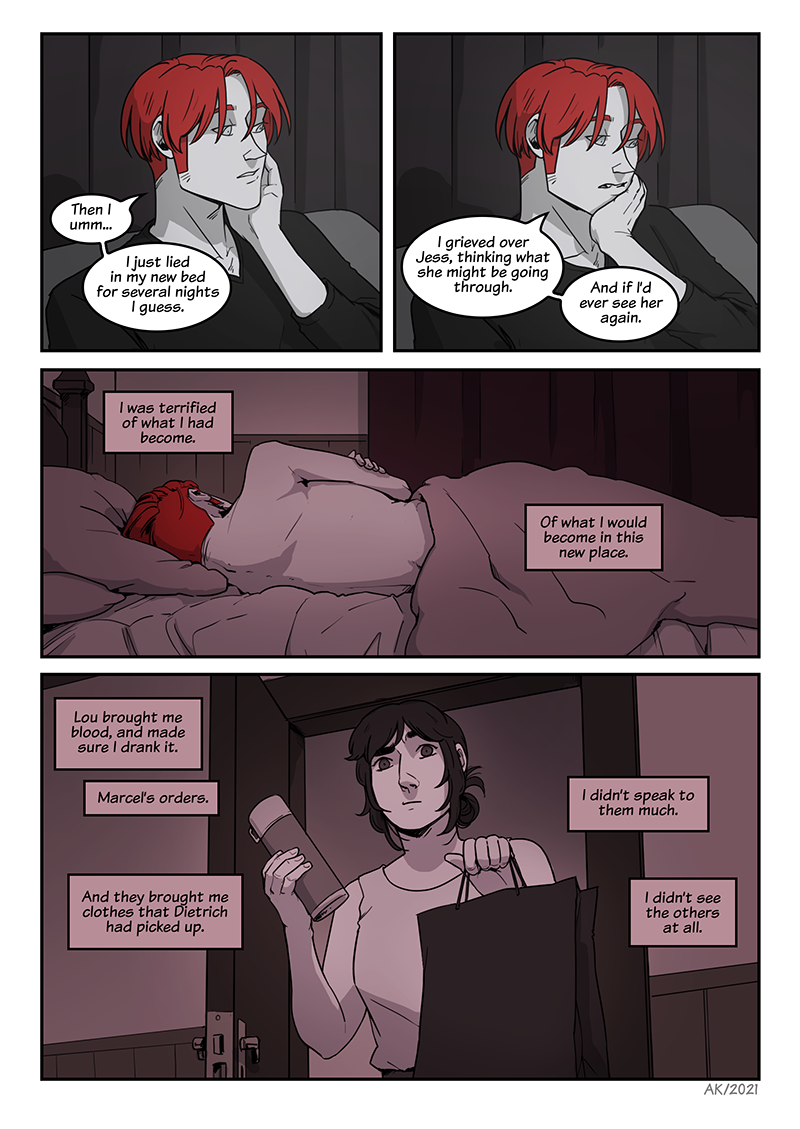 Then I
umm...
I just lied
in my new bed
for several nights
I guess.
I grieved over
Jess, thinking what
she might be going
through.
And if I'd
ever see her
again.
I was terrified
of what I had
become.
Of what I would
become in this
new place.
Lou brought me
blood, and made
sure I drank it.
Marcel's orders.
I didn't speak to
them much.
And they brought me
clothes that Dietrich
had picked up.
I didn't see
the others
at all.
AK/2021